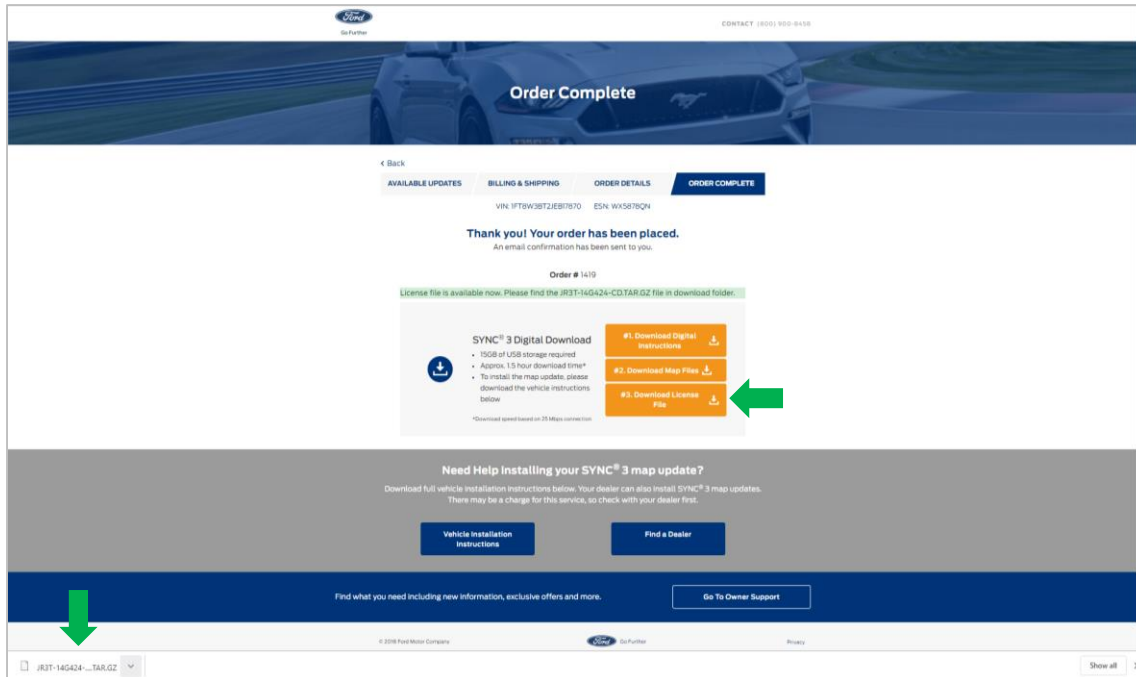 Ford
Go Further
CONTACT (800) 900-8456
Order Complete
< Back
AVAILABLE UPDATES
BILLING & SHIPPING
ORDER DETAILS
ORDER COMPLETE
VIN: 1FT8W3BT2JEB17870 ESN: WXS878QN
Thank you! Your order has been placed.
An email confirmation has been sent to you.
Order # 1419
License file is available now. Please find the JR3T-14G424-CD.TAR.GZ file in download folder.
SYNC® 3 Digital Download
• 15GB of USB storage required
• Approx. 1.5 hour download time*
• To install the map update, please
download the vehicle instructions
below
*Download speed based on 25 Mbps connection
#1. Download Digital
Instructions
#2. Download Map Files
#3. Download License
File
Need Help Installing your SYNC® 3 map update?
Download full vehicle installation instructions below. Your dealer can also install SYNC® 3 map updates.
There may be a charge for this service, so check with your dealer first.
Vehicle Installation
Instructions
Find a Dealer
Find what you need including new information, exclusive offers and more.
Go To Owner Support
© 2018 Ford Motor Company
Ford
Go Further
Privacy
JR3T-14G424-....TAR.GZ
Show all